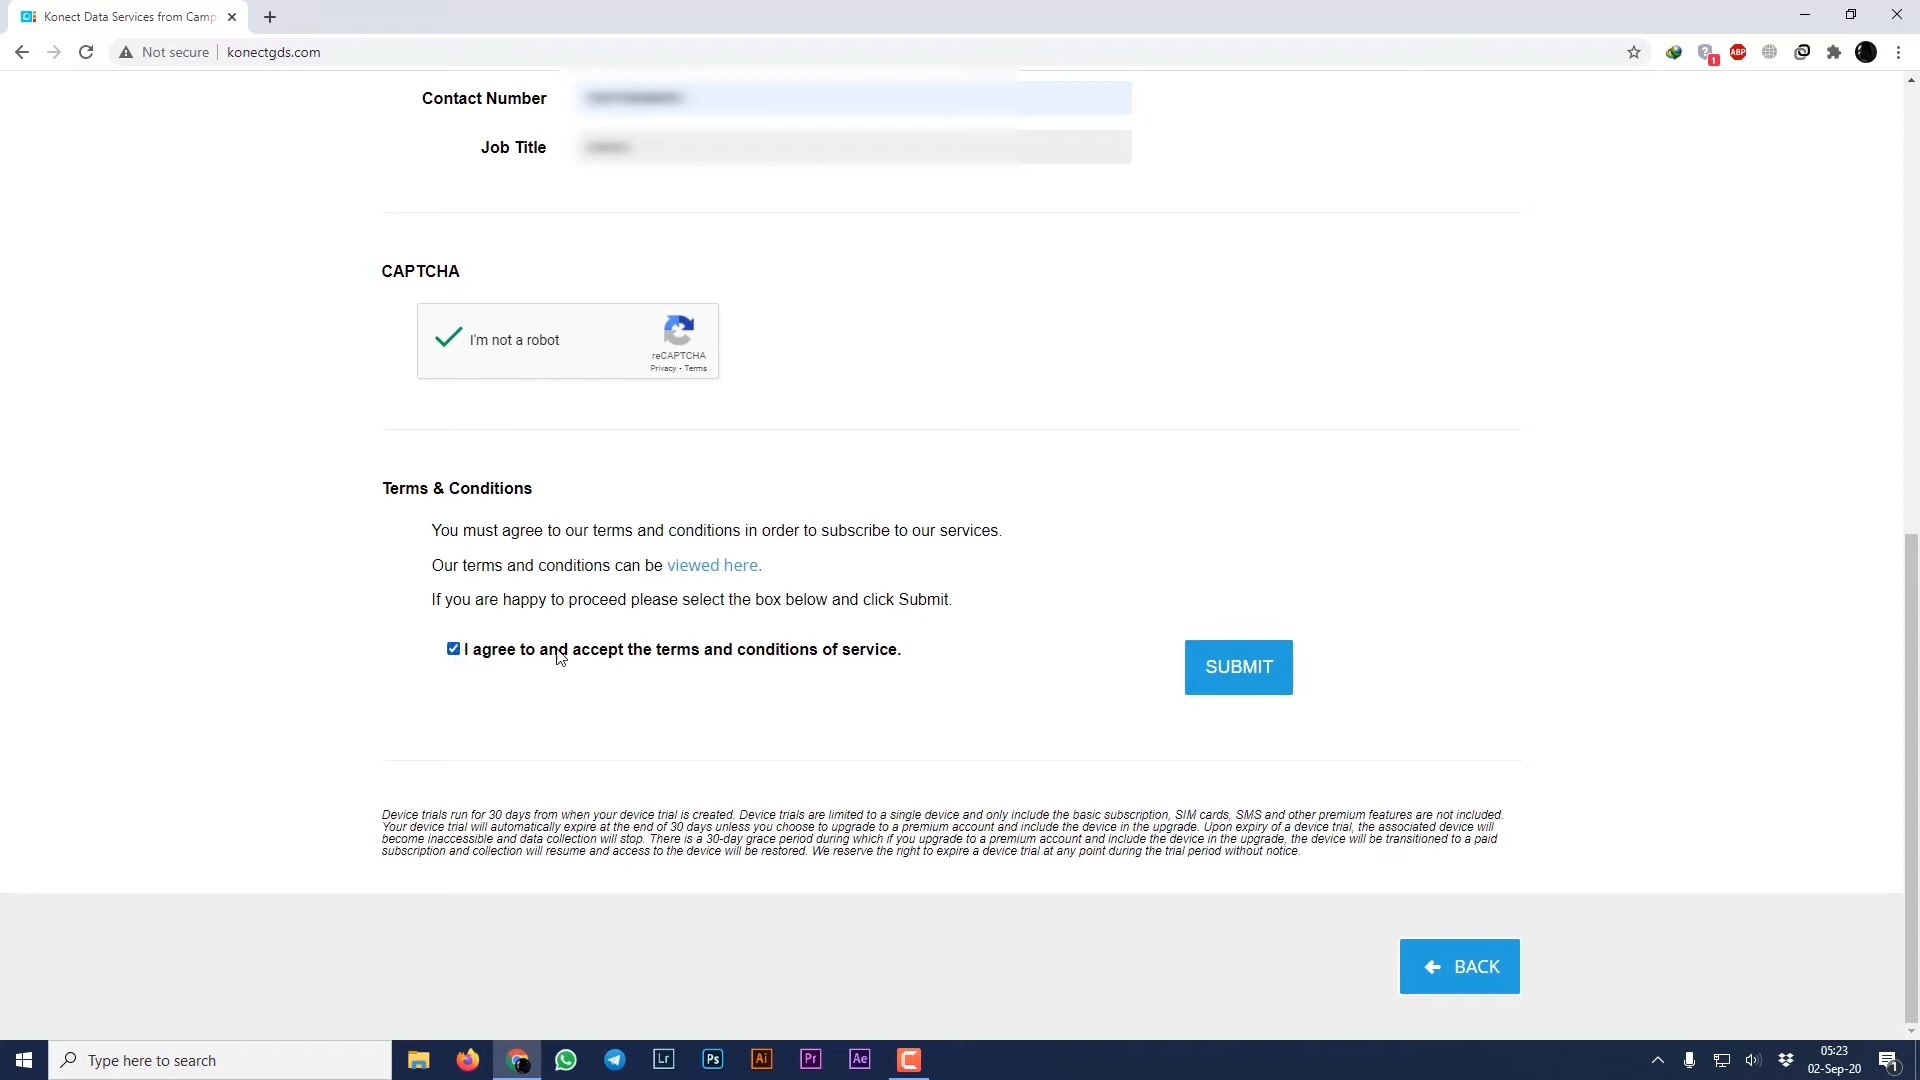 Konect Data Services from Camp
Not secure
konectgds.com
1
ABP
Contact Number
Job Title
CAPTCHA
I'm not a robot
reCAPTCHA
Privacy - Terms
Terms & Conditions
You must agree to our terms and conditions in order to subscribe to our services.
Our terms and conditions can be viewed here.
If you are happy to proceed please select the box below and click Submit.
I agree to and accept the terms and conditions of service.
SUBMIT
Device trials run for 30 days from when your device trial is created. Device trials are limited to a single device and only include the basic subscription, SIM cards, SMS and other premium features are not included.
Your device trial will automatically expire at the end of 30 days unless you choose to upgrade to a premium account and include the device in the upgrade. Upon expiry of a device trial, the associated device will
become inaccessible and data collection will stop. There is a 30-day grace period during which if you upgrade to a premium account and include the device in the upgrade, the device will be transitioned to a paid
subscription and collection will resume and access to the device will be restored. We reserve the right to expire a device trial at any point during the trial period without notice.
BACK
Type here to search
Lr
Ps
Ai
Pr
Ae
05:23
02-Sep-20
1